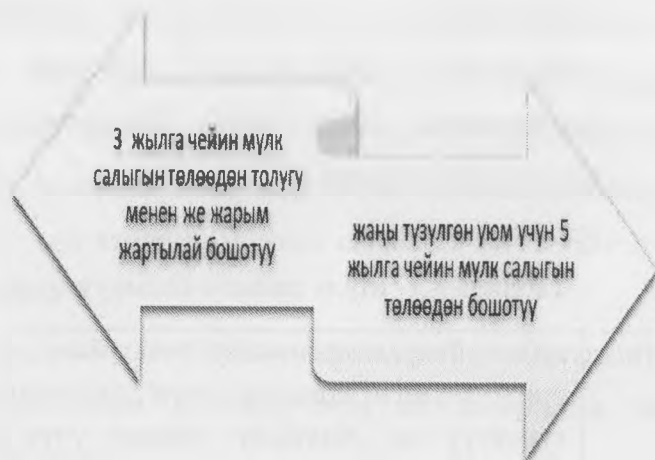 3 жылга чейин мүлк
салыгын төлөөдөн толугу
менен же жарым
жартылай бошотуу
жаңы түзүлгөн уюм үчүн 5
жылга чейин мүлк салыгын
төлөөдөн бошотуу